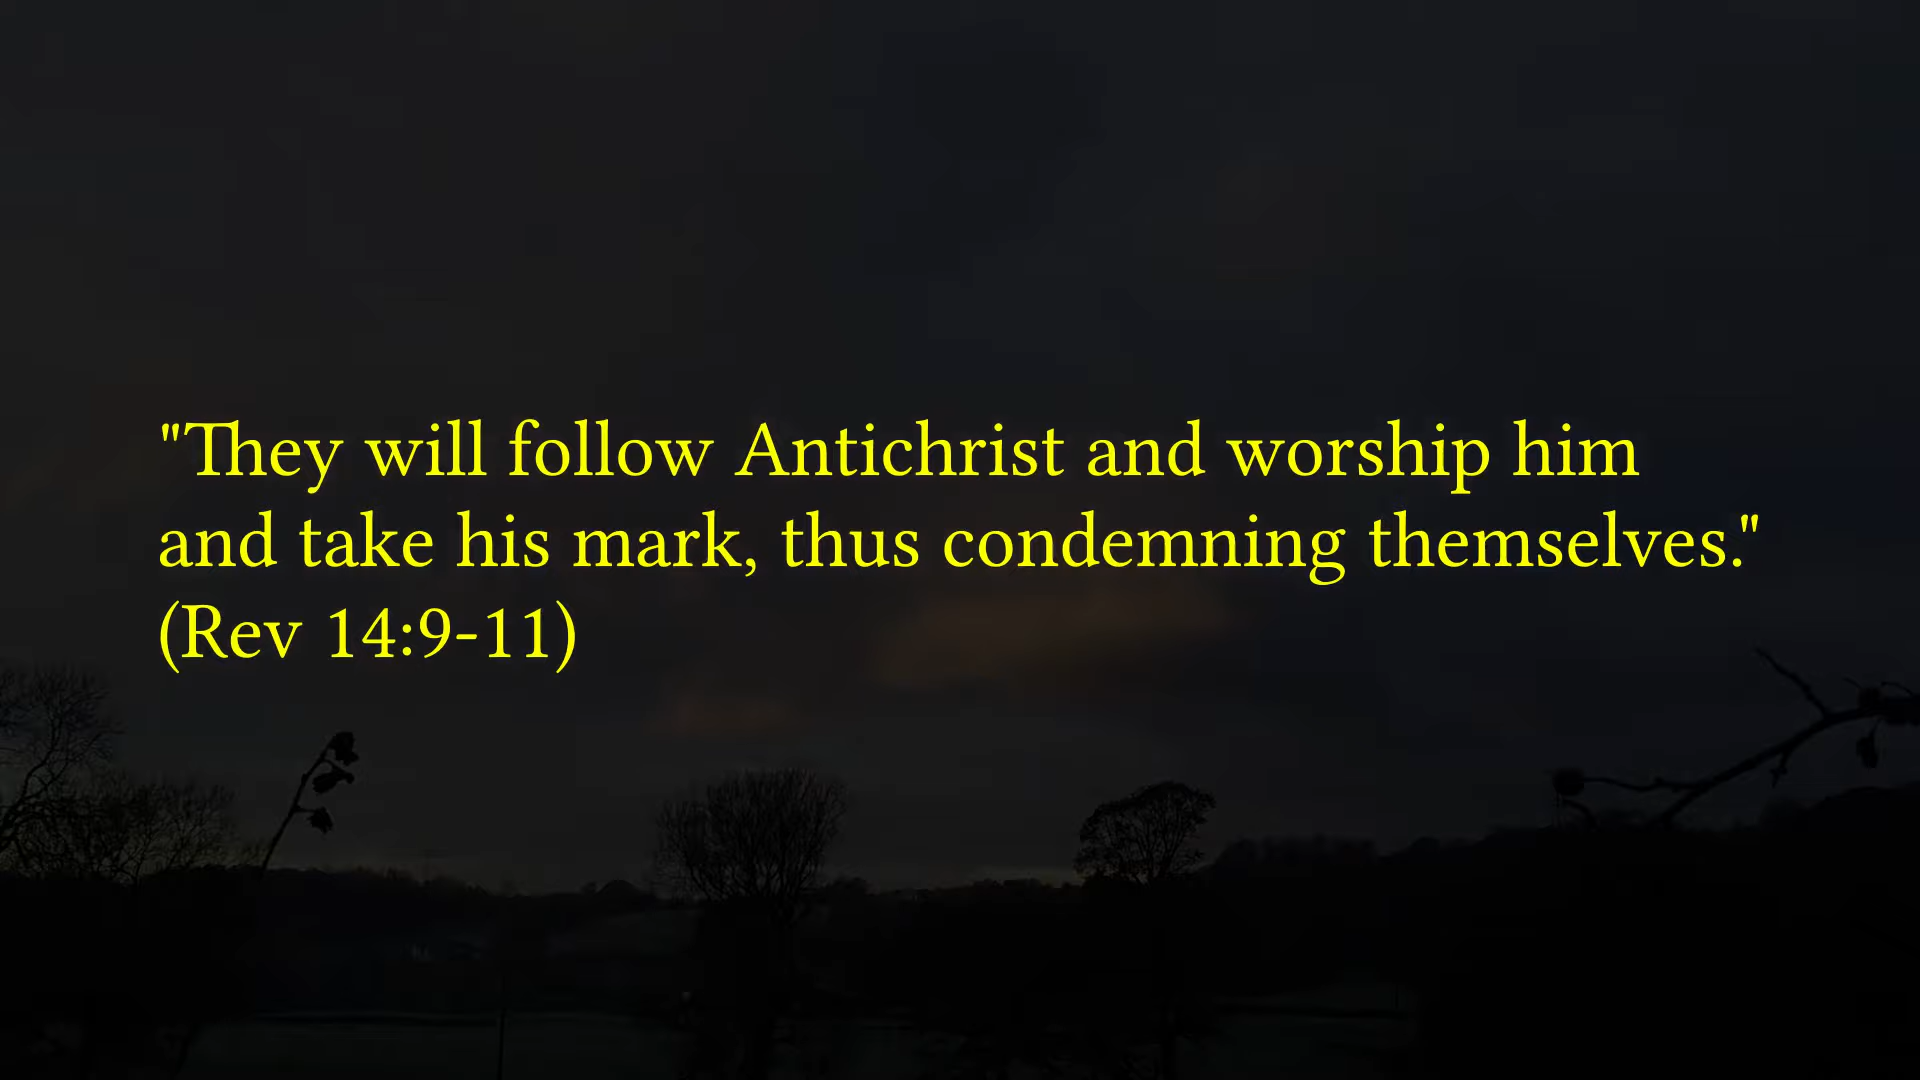 "They will follow Antichrist and worship him
and take his mark, thus condemning themselves."
(Rev 14:9-11)